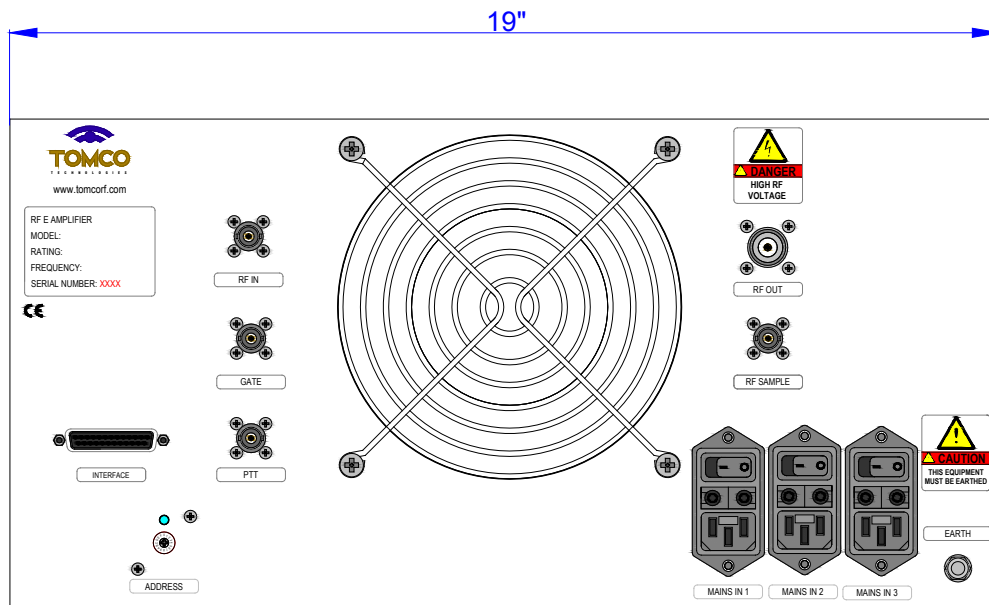 19"
TOMCO
TECHNOLOGIES
www.tomcorf.com
RF E AMPLIFIER
MODEL:
RATING:
FREQUENCY:
SERIAL NUMBER: XXXX
CE
RF IN
GATE
INTERFACE
PTT
ADDRESS
DANGER
HIGH RF
VOLTAGE
RF OUT
RF SAMPLE
CAUTION
THIS EQUIPMENT
MUST BE EARTHED
EARTH
MAINS IN 1
MAINS IN 2
MAINS IN 3